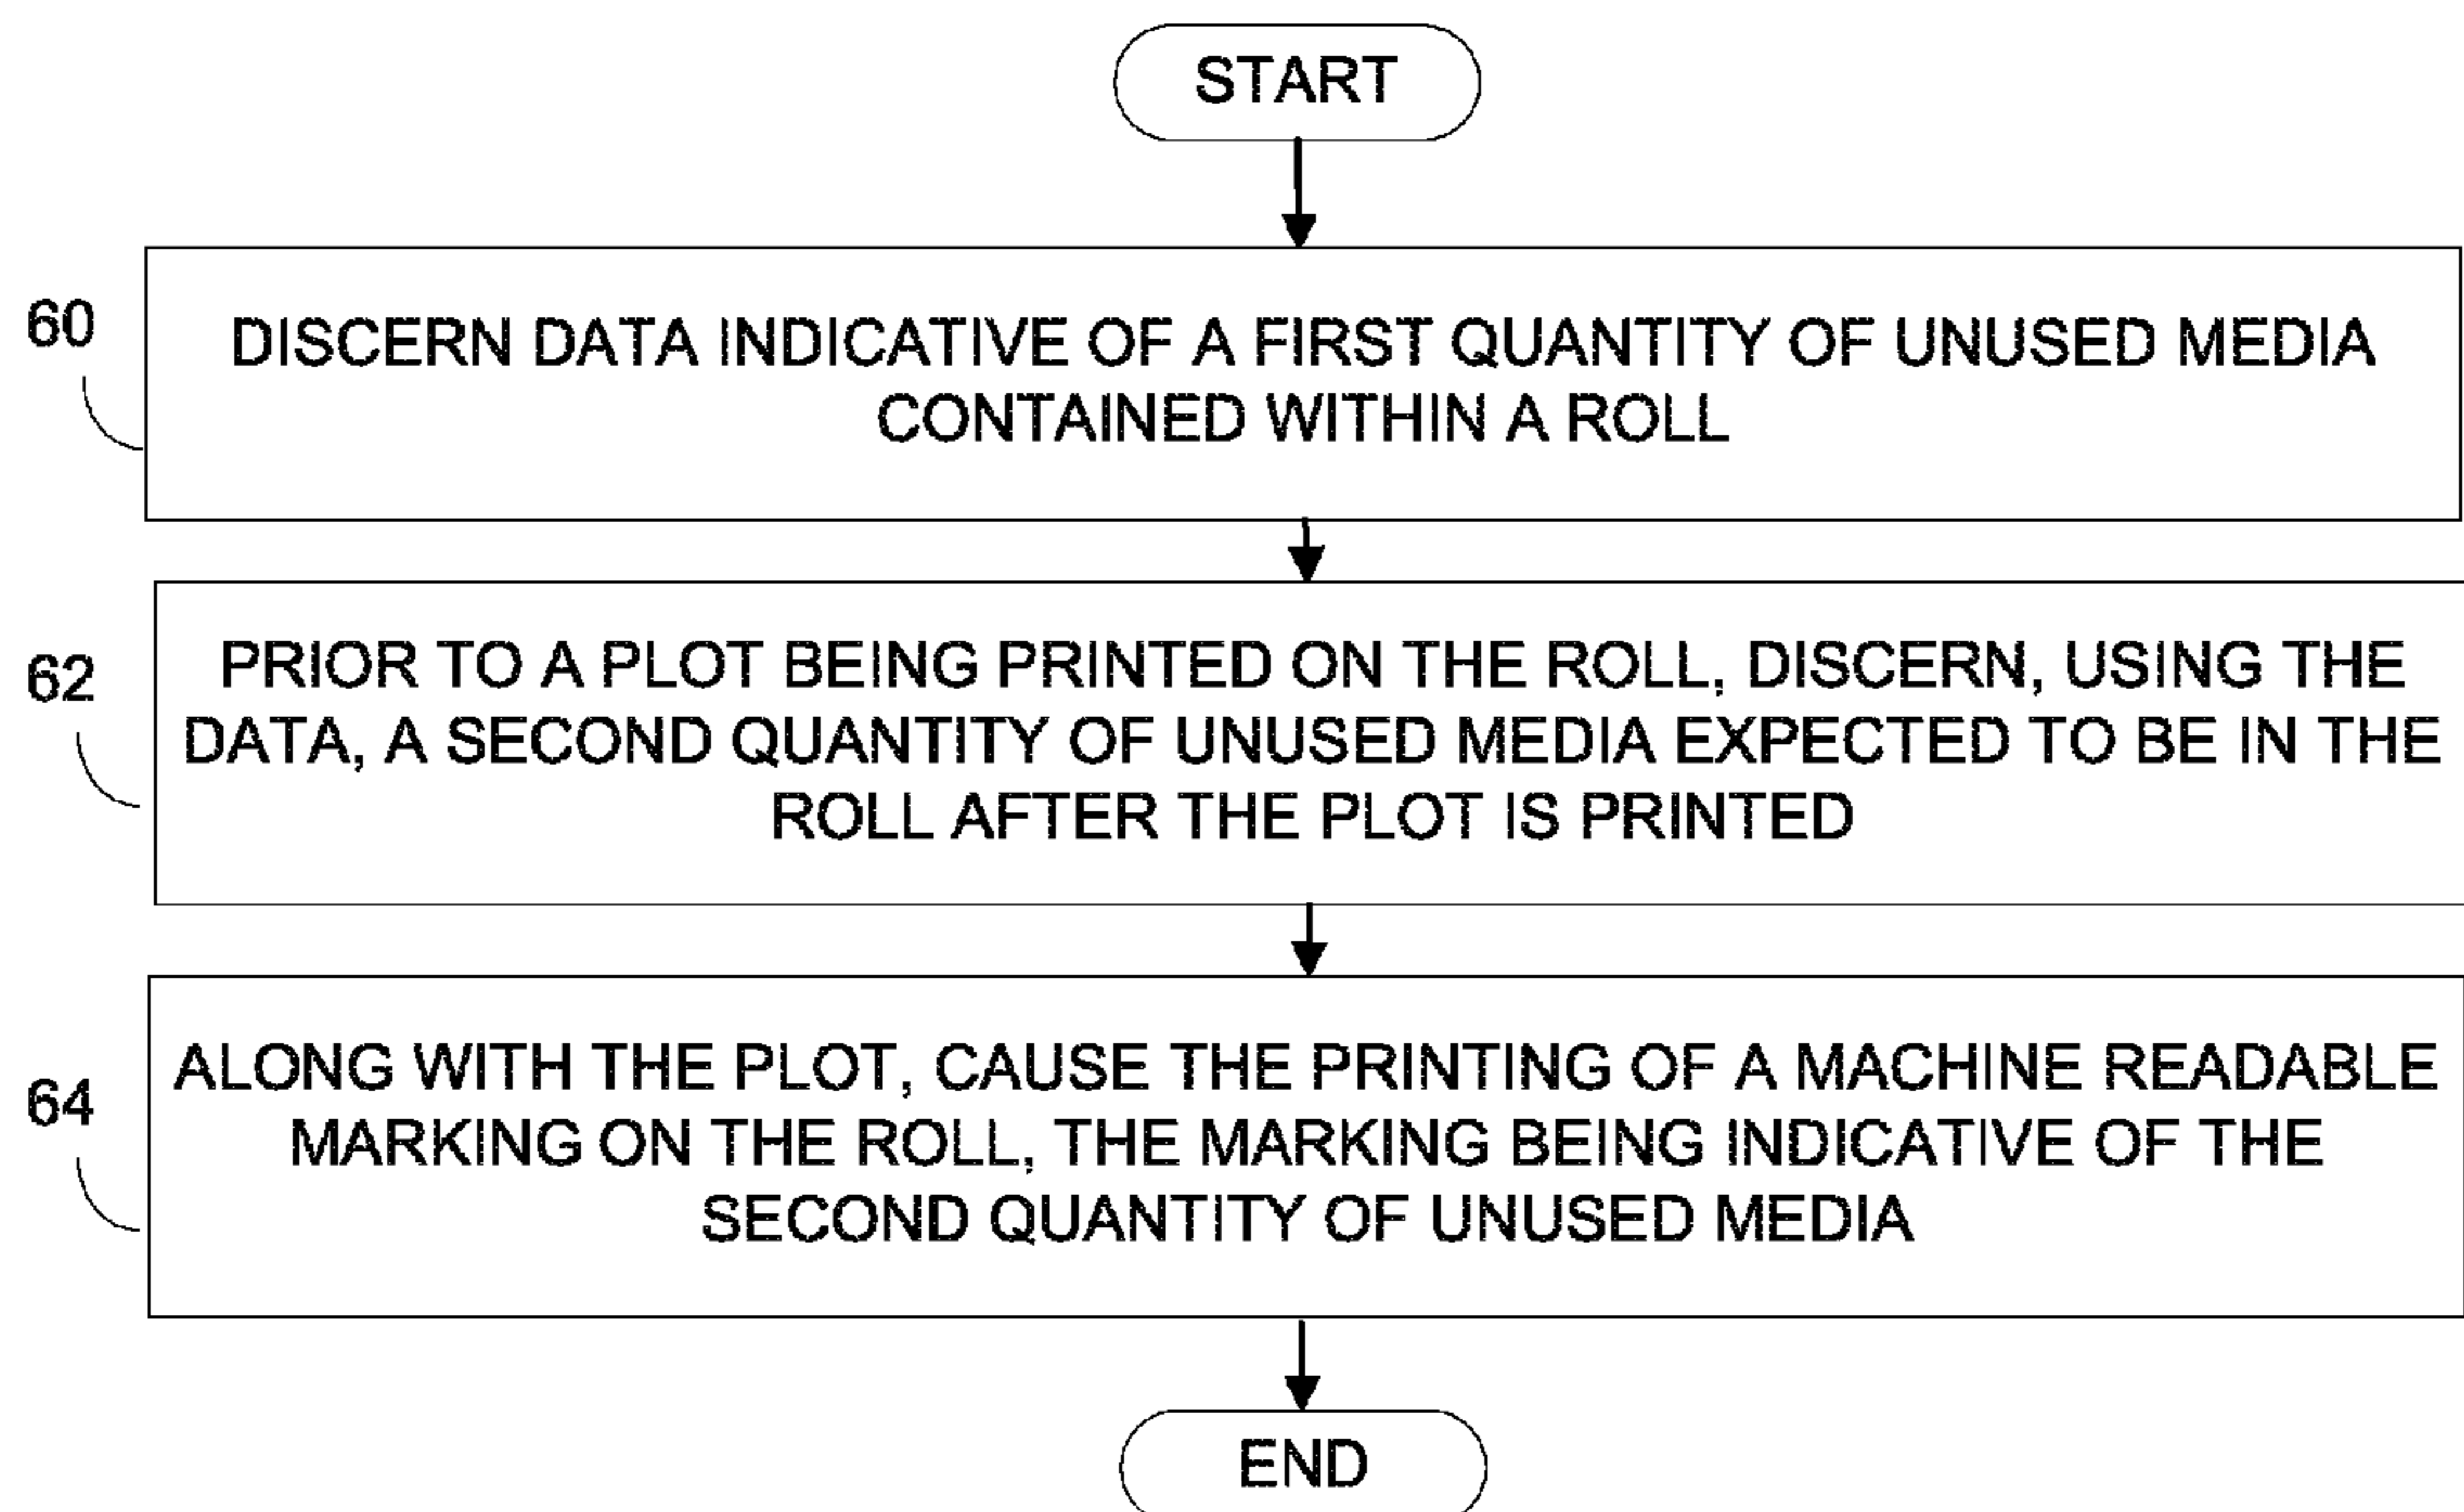 START
60
DISCERN DATA INDICATIVE OF A FIRST QUANTITY OF UNUSED MEDIA
CONTAINED WITHIN A ROLL
62
PRIOR TO A PLOT BEING PRINTED ON THE ROLL, DISCERN, USING THE
DATA, A SECOND QUANTITY OF UNUSED MEDIA EXPECTED TO BE IN THE
ROLL AFTER THE PLOT IS PRINTED
64
ALONG WITH THE PLOT, CAUSE THE PRINTING OF A MACHINE READABLE
MARKING ON THE ROLL, THE MARKING BEING INDICATIVE OF THE
SECOND QUANTITY OF UNUSED MEDIA
END